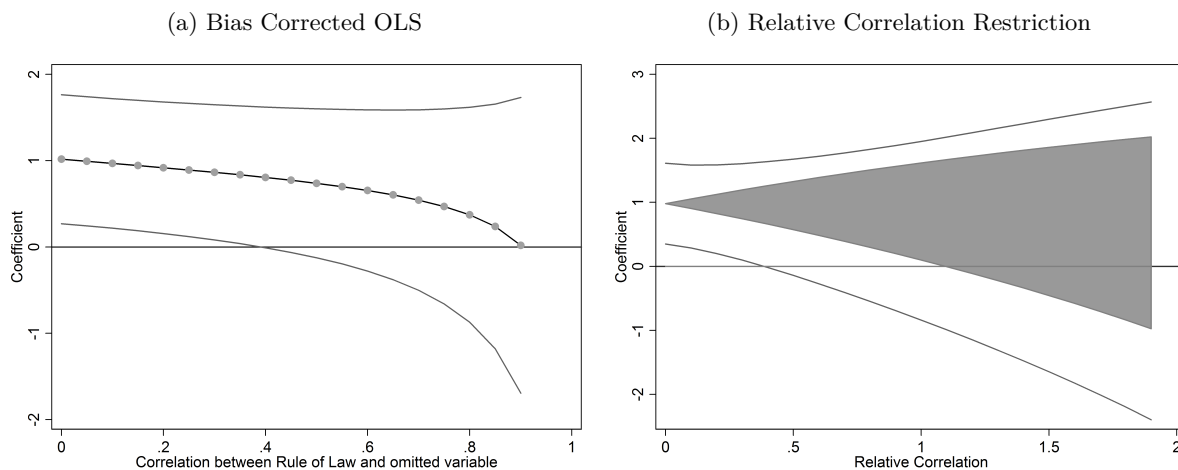 (a) Bias Corrected OLS
2
1
0
-1
-2
Coefficient
0 .2 .4 .6 .8 1
Correlation between Rule of Law and omitted variable
(b) Relative Correlation Restriction
3
2
1
0
-1
-2
Coefficient
0 .5 1 1.5 2
Relative Correlation